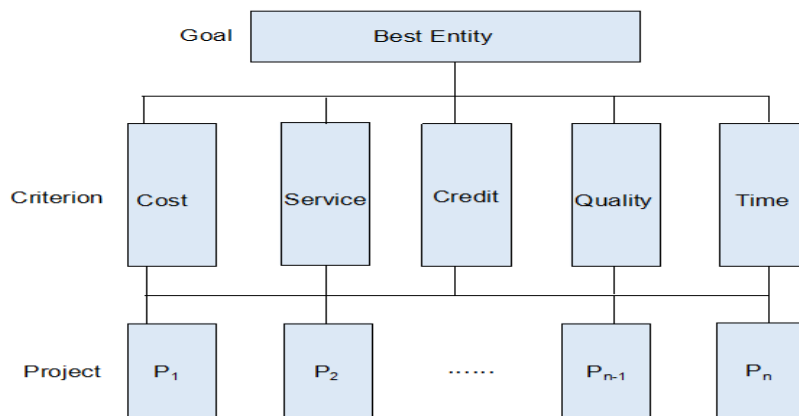 Goal Best Entity
Criterion Cost Service Credit Quality Time
Project P₁ P₂ ...... Pₙ₋₁ Pₙ